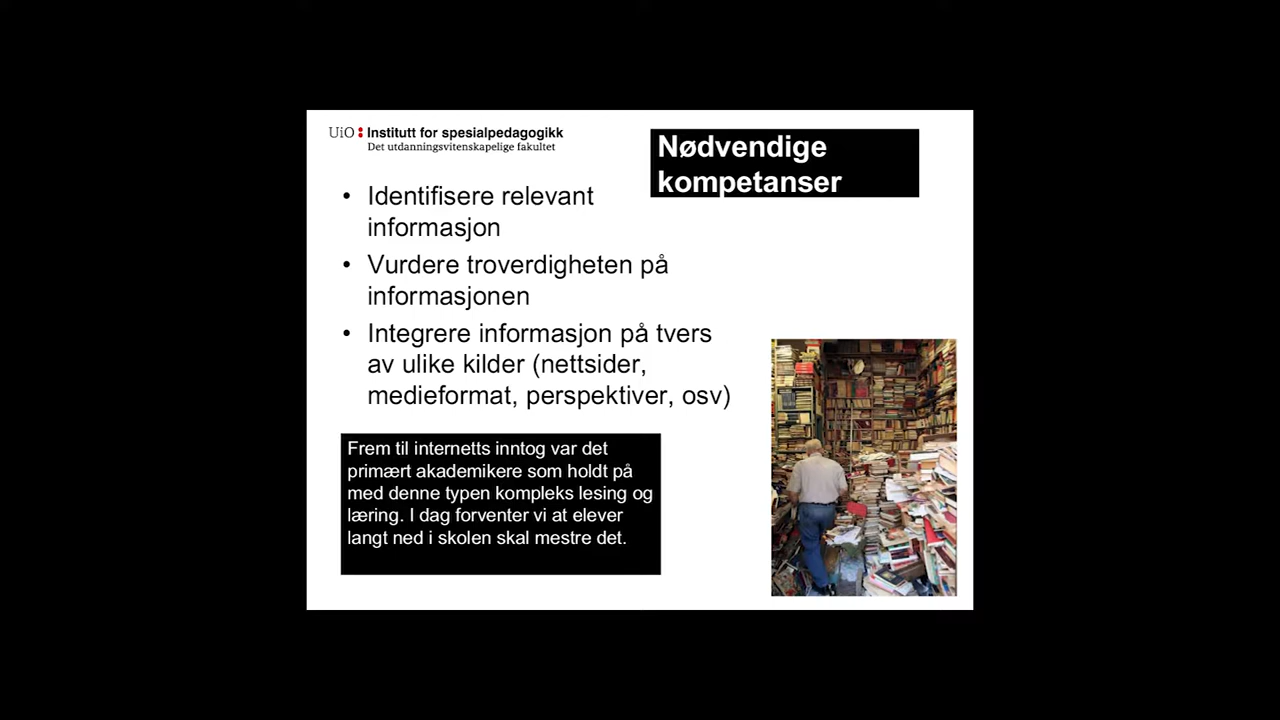 UiO: Institutt for spesialpedagogikk
Det utdanningsvitenskapelige fakultet
Nødvendige
kompetanser
• Identifisere relevant
informasjon
• Vurdere troverdigheten på
informasjonen
• Integrere informasjon på tvers
av ulike kilder (nettsider,
medieformat, perspektiver, osv)
Frem til internetts inntog var det
primært akademikere som holdt på
med denne typen kompleks lesing og
læring. I dag forventer vi at elever
langt ned i skolen skal mestre det.